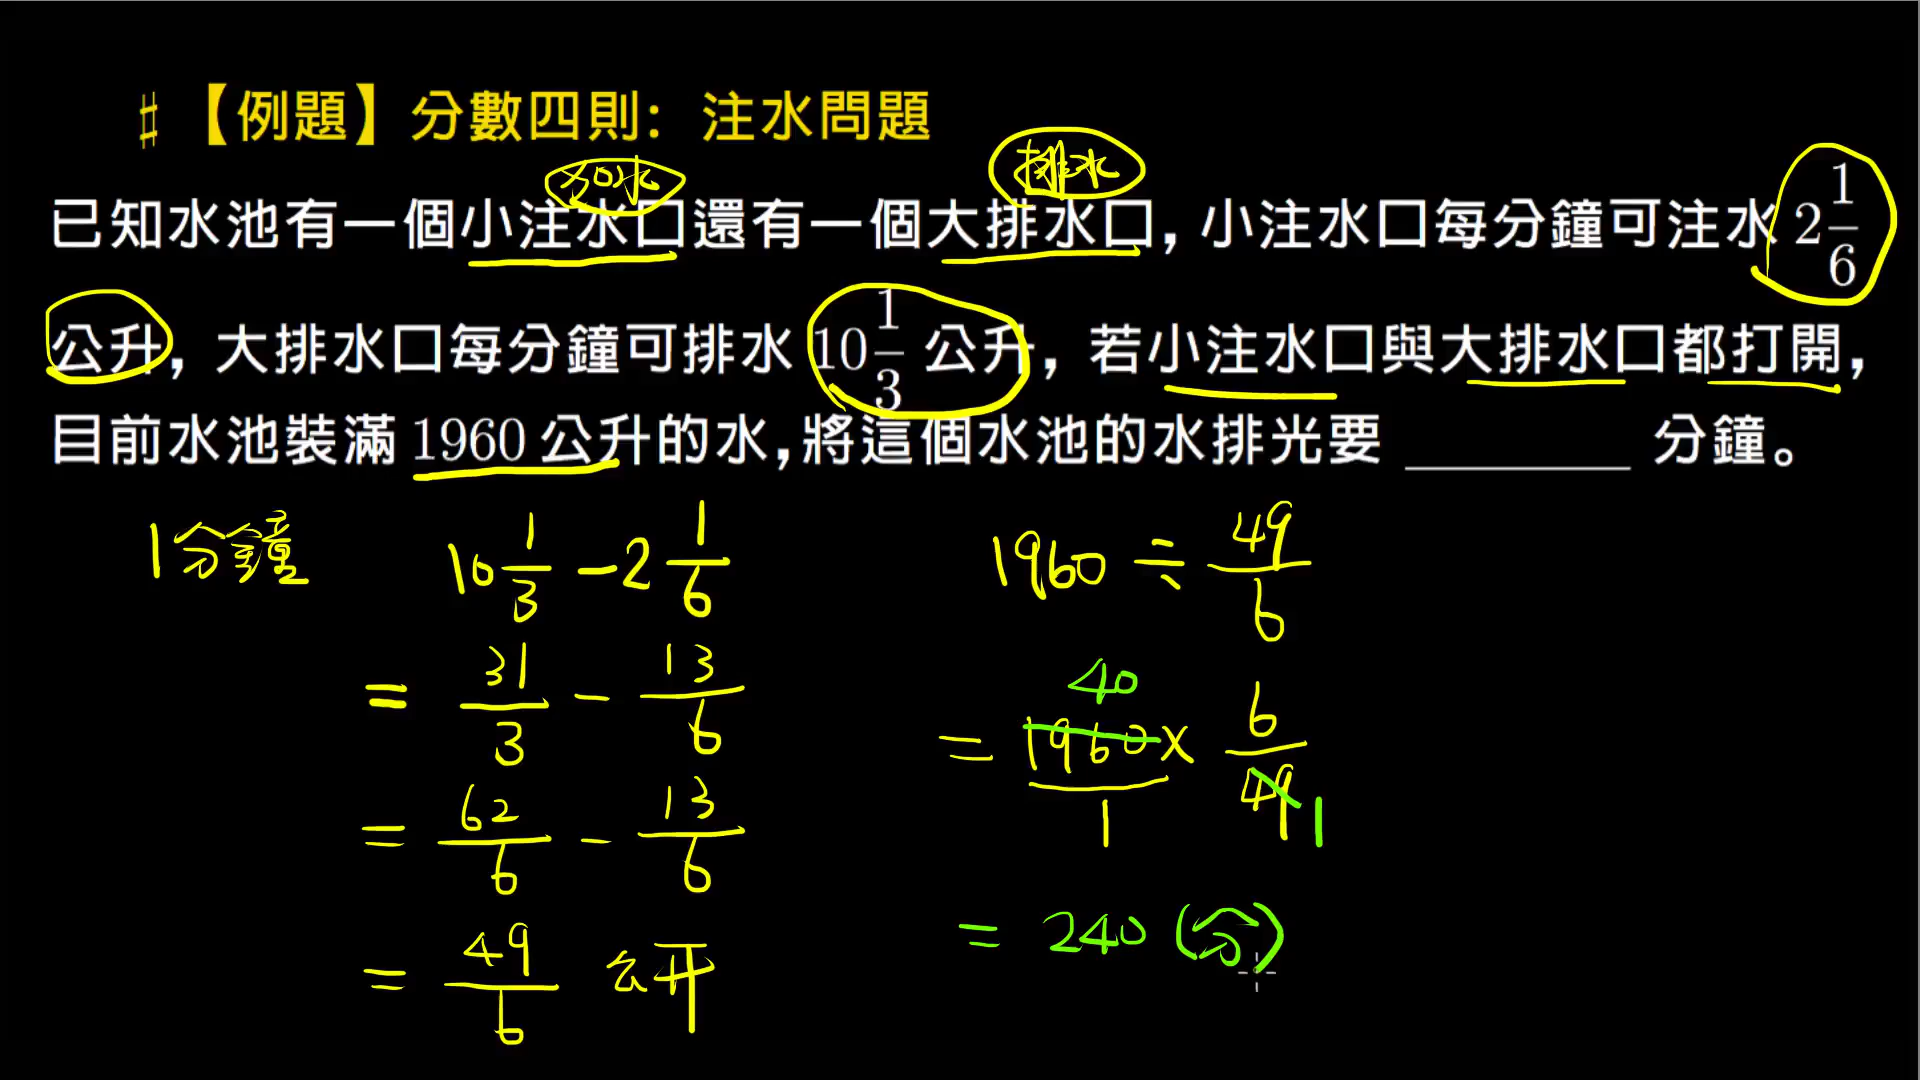 ♯【例題】分數四則: 注水問題
加水 排水
已知水池有一個小注水口還有一個大排水口, 小注水口每分鐘可注水 2 1/6
公升, 大排水口每分鐘可排水 10 1/3 公升, 若小注水口與大排水口都打開,
目前水池裝滿 1960 公升的水, 將這個水池的水排光要 ________ 分鐘。
1分鐘 10 1/3 - 2 1/6
= 31/3 - 13/6
= 62/6 - 13/6
= 49/6 公升
1960 ÷ 49/6
40
= 1960/1 × 6/49 1
= 240 (分)